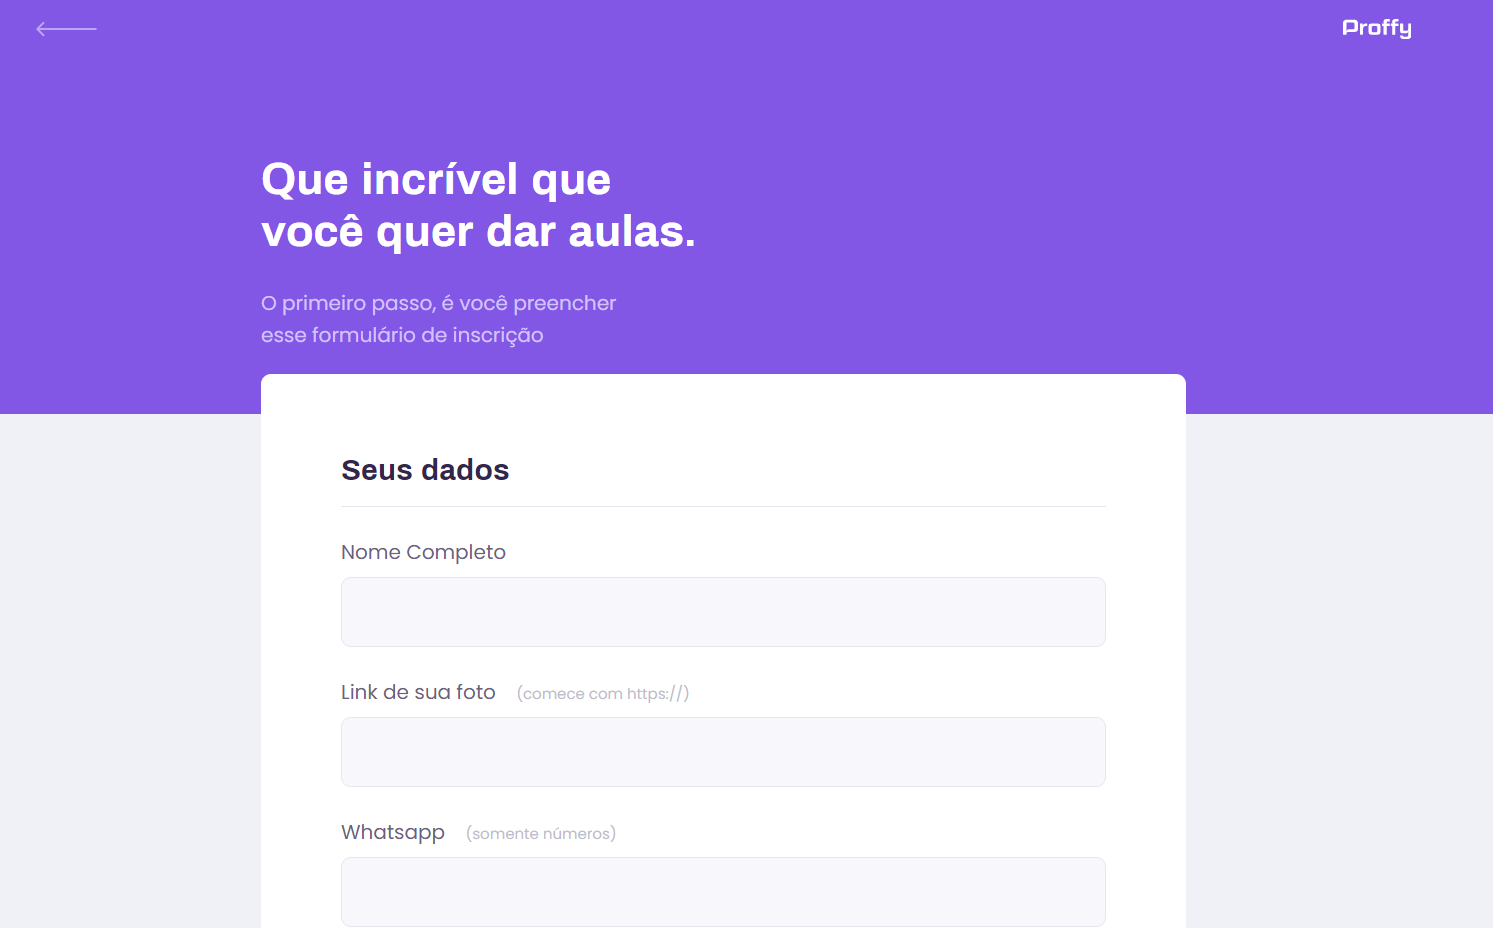 Proffy
Que incrível que
você quer dar aulas.
O primeiro passo, é você preencher
esse formulário de inscrição
Seus dados
Nome Completo
Link de sua foto (comece com https://)
Whatsapp (somente números)